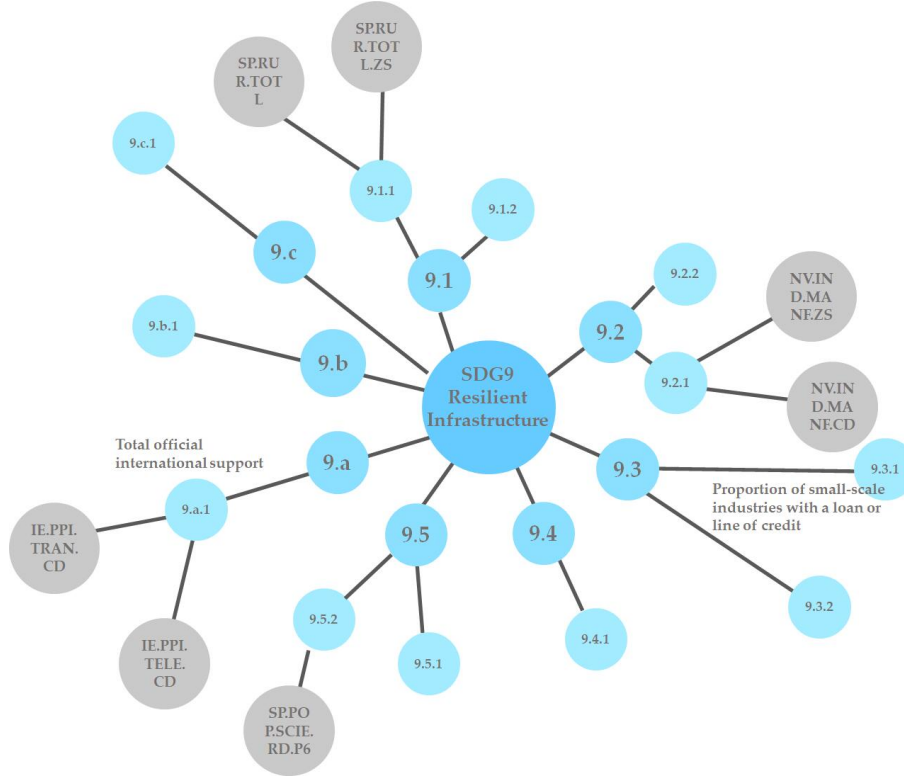 SP.RU
R.TOT
L.ZS
SP.RU
R.TOT
L
9.c.1
9.1.1
9.1.2
9.c
9.1
9.2.2
NV.IN
D.MA
NF.ZS
9.b.1
9.2
9.b
9.2.1
SDG9
Resilient
Infrastructure
NV.IN
D.MA
NF.CD
Total official
international support
9.a
9.3
9.3.1
Proportion of small-scale
industries with a loan or
line of credit
9.a.1
IE.PPI.
TRAN.
CD
9.5
9.4
9.3.2
9.5.2
9.4.1
IE.PPI.
TELE.
CD
9.5.1
SP.PO
P.SCIE.
RD.P6